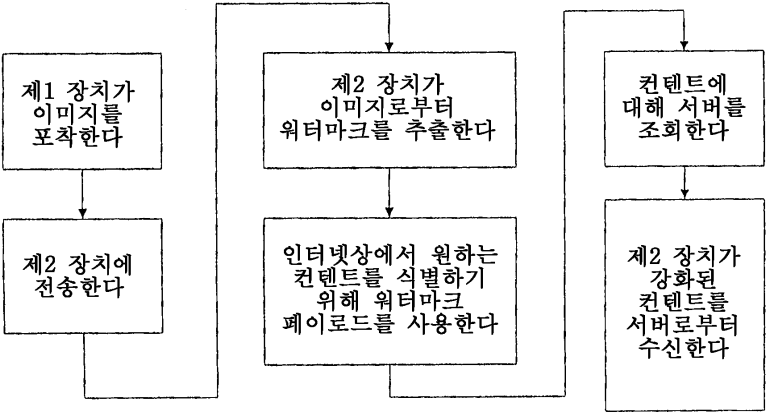 제1 장치가
이미지를
포착한다
제2 장치에
전송한다
제2 장치가
이미지로부터
워터마크를 추출한다
인터넷상에서 원하는
컨텐트를 식별하기
위해 워터마크
페이로드를 사용한다
컨텐트에
대해 서버를
조회한다
제2 장치가
강화된
컨텐트를
서버로부터
수신한다